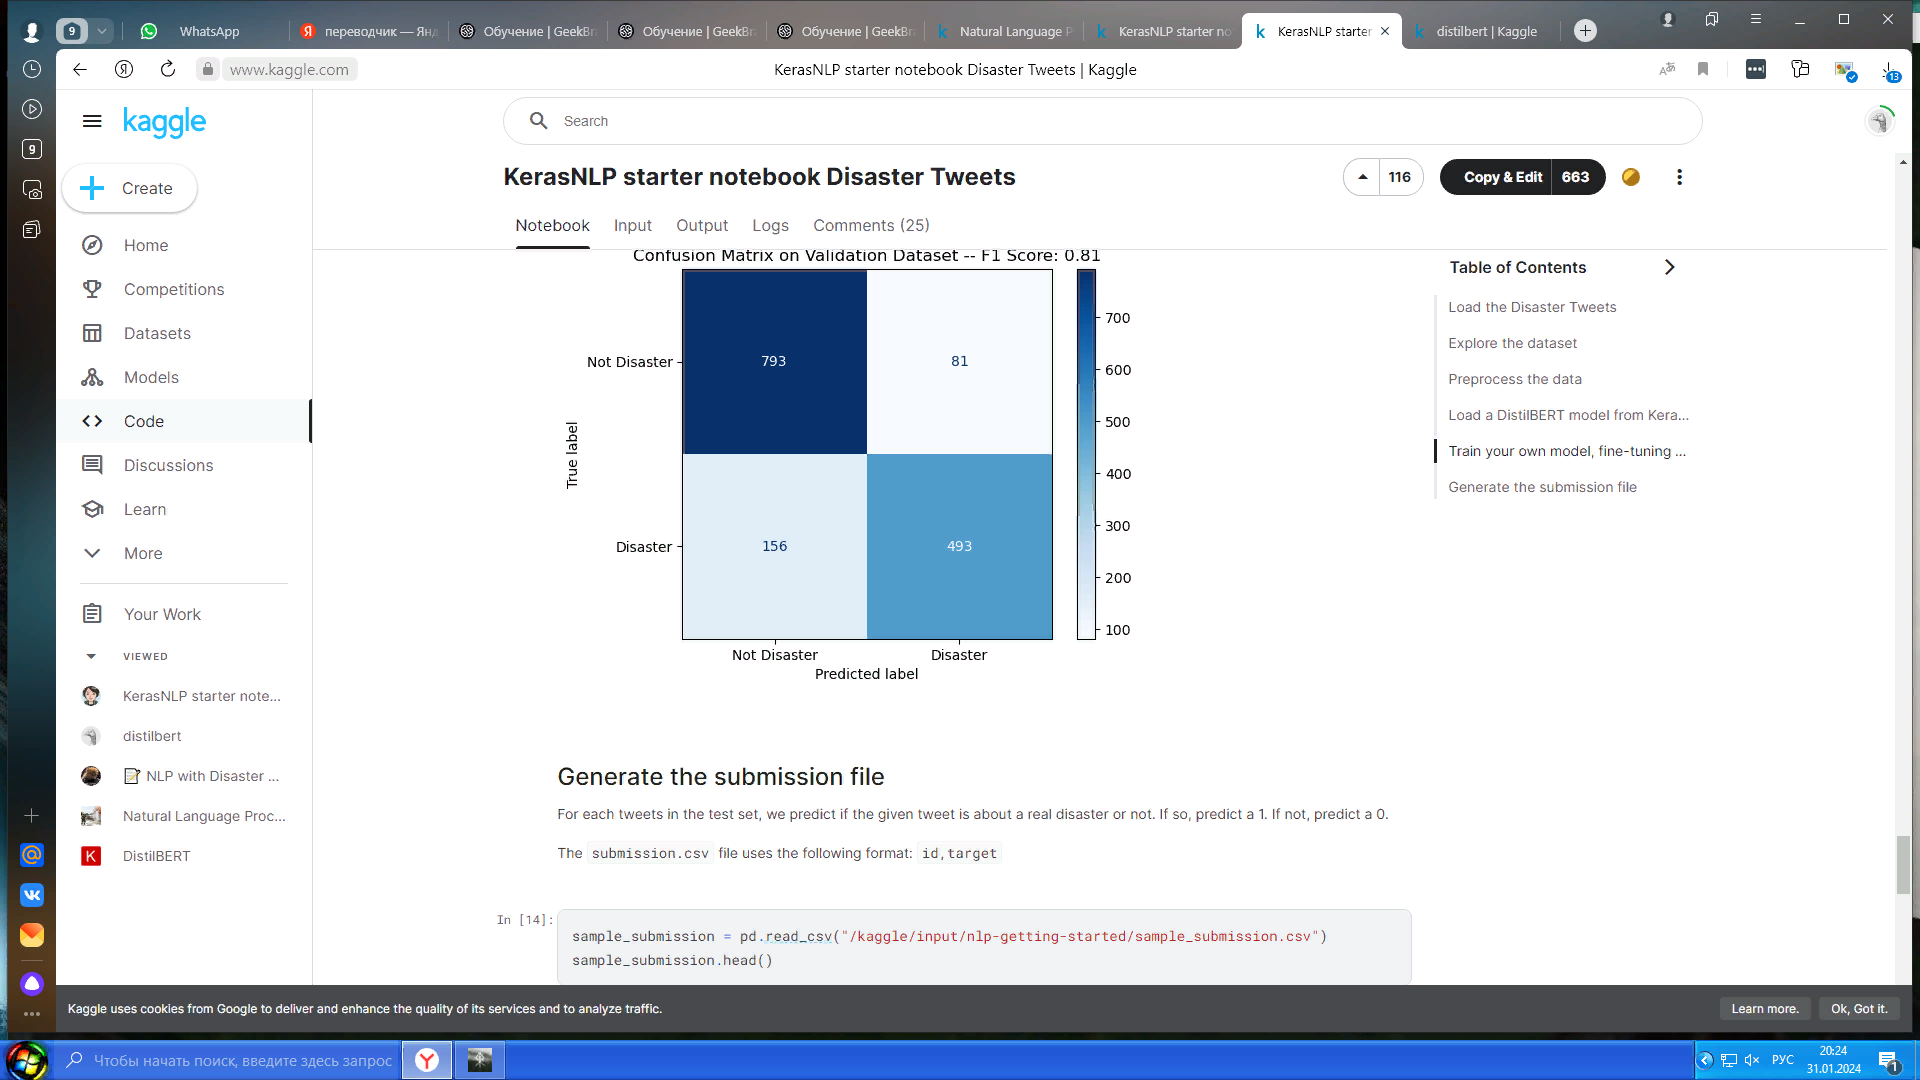 9
WhatsApp
переводчик — Янд
Обучение | GeekBr
Обучение | GeekBra
Обучение | GeekBra
Natural Language P
KerasNLP starter no
KerasNLP starter
distilbert | Kaggle
www.kaggle.com
KerasNLP starter notebook Disaster Tweets | Kaggle
13
9
kaggle
Search
Create
KerasNLP starter notebook Disaster Tweets
116
Copy & Edit 663
Notebook
Input
Output
Logs
Comments (25)
Home
Competitions
Datasets
Models
Code
Discussions
Learn
More
Your Work
VIEWED
KerasNLP starter note...
distilbert
NLP with Disaster ...
Natural Language Proc...
DistilBERT
Confusion Matrix on Validation Dataset -- F1 Score: 0.81
True label
Not Disaster
Disaster
793
81
156
493
Not Disaster
Disaster
Predicted label
700
600
500
400
300
200
100
Table of Contents
Load the Disaster Tweets
Explore the dataset
Preprocess the data
Load a DistilBERT model from Kera...
Train your own model, fine-tuning ...
Generate the submission file
Generate the submission file
For each tweets in the test set, we predict if the given tweet is about a real disaster or not. If so, predict a 1. If not, predict a 0.
The submission.csv file uses the following format: id,target
In [14]:
sample_submission = pd.read_csv("/kaggle/input/nlp-getting-started/sample_submission.csv")
sample_submission.head()
Kaggle uses cookies from Google to deliver and enhance the quality of its services and to analyze traffic.
Learn more.
Ok, Got it.
Чтобы начать поиск, введите здесь запрос
РУС
20:24
31.01.2024
1